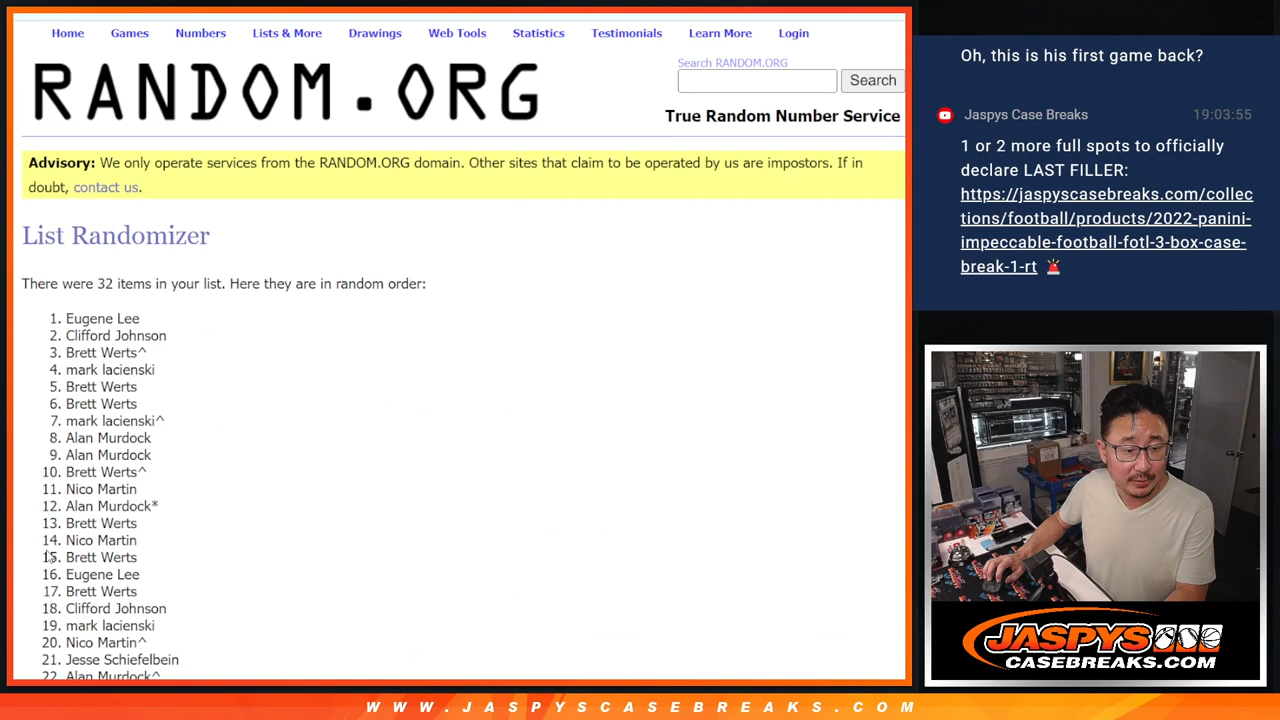 Home Games Numbers Lists & More Drawings Web Tools Statistics Testimonials Learn More Login
RANDOM.ORG
Search RANDOM.ORG
Search
True Random Number Service
Advisory: We only operate services from the RANDOM.ORG domain. Other sites that claim to be operated by us are impostors. If in
doubt, contact us.
List Randomizer
There were 32 items in your list. Here they are in random order:
1. Eugene Lee
2. Clifford Johnson
3. Brett Werts^
4. mark lacienski
5. Brett Werts
6. Brett Werts
7. mark lacienski^
8. Alan Murdock
9. Alan Murdock
10. Brett Werts^
11. Nico Martin
12. Alan Murdock*
13. Brett Werts
14. Nico Martin
15. Brett Werts
16. Eugene Lee
17. Brett Werts
18. Clifford Johnson
19. mark lacienski
20. Nico Martin^
21. Jesse Schiefelbein
22. Alan Murdock^
Oh, this is his first game back?
Jaspys Case Breaks 19:03:55
1 or 2 more full spots to officially
declare LAST FILLER:
https://jaspyscasebreaks.com/collec
tions/football/products/2022-panini-
impeccable-football-fotl-3-box-case-
break-1-rt
JASPYS
CASEBREAKS.COM
WWW.JASPYSCASEBREAKS.COM